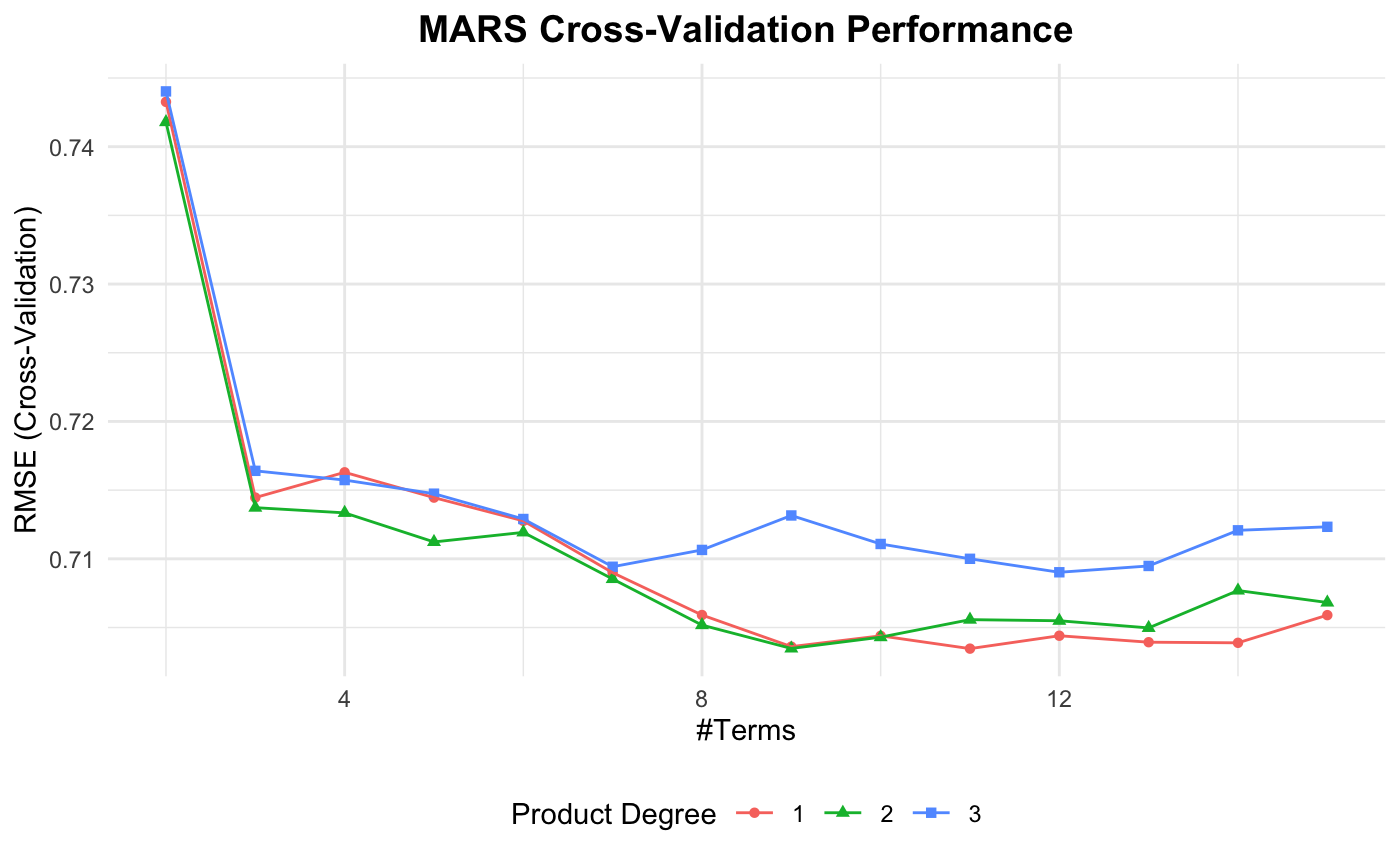 MARS Cross-Validation Performance
RMSE (Cross-Validation)
0.74
0.73
0.72
0.71
4 8 12
#Terms
Product Degree 1 2 3